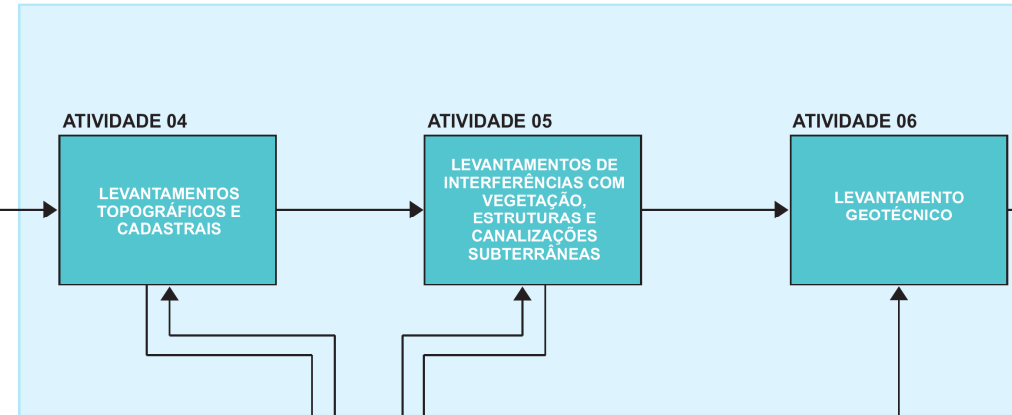 ATIVIDADE 04
LEVANTAMENTOS
TOPOGRÁFICOS E
CADASTRAIS
ATIVIDADE 05
LEVANTAMENTOS DE
INTERFERÊNCIAS COM
VEGETAÇÃO,
ESTRUTURAS E
CANALIZAÇÕES
SUBTERRÂNEAS
ATIVIDADE 06
LEVANTAMENTO
GEOTÉCNICO